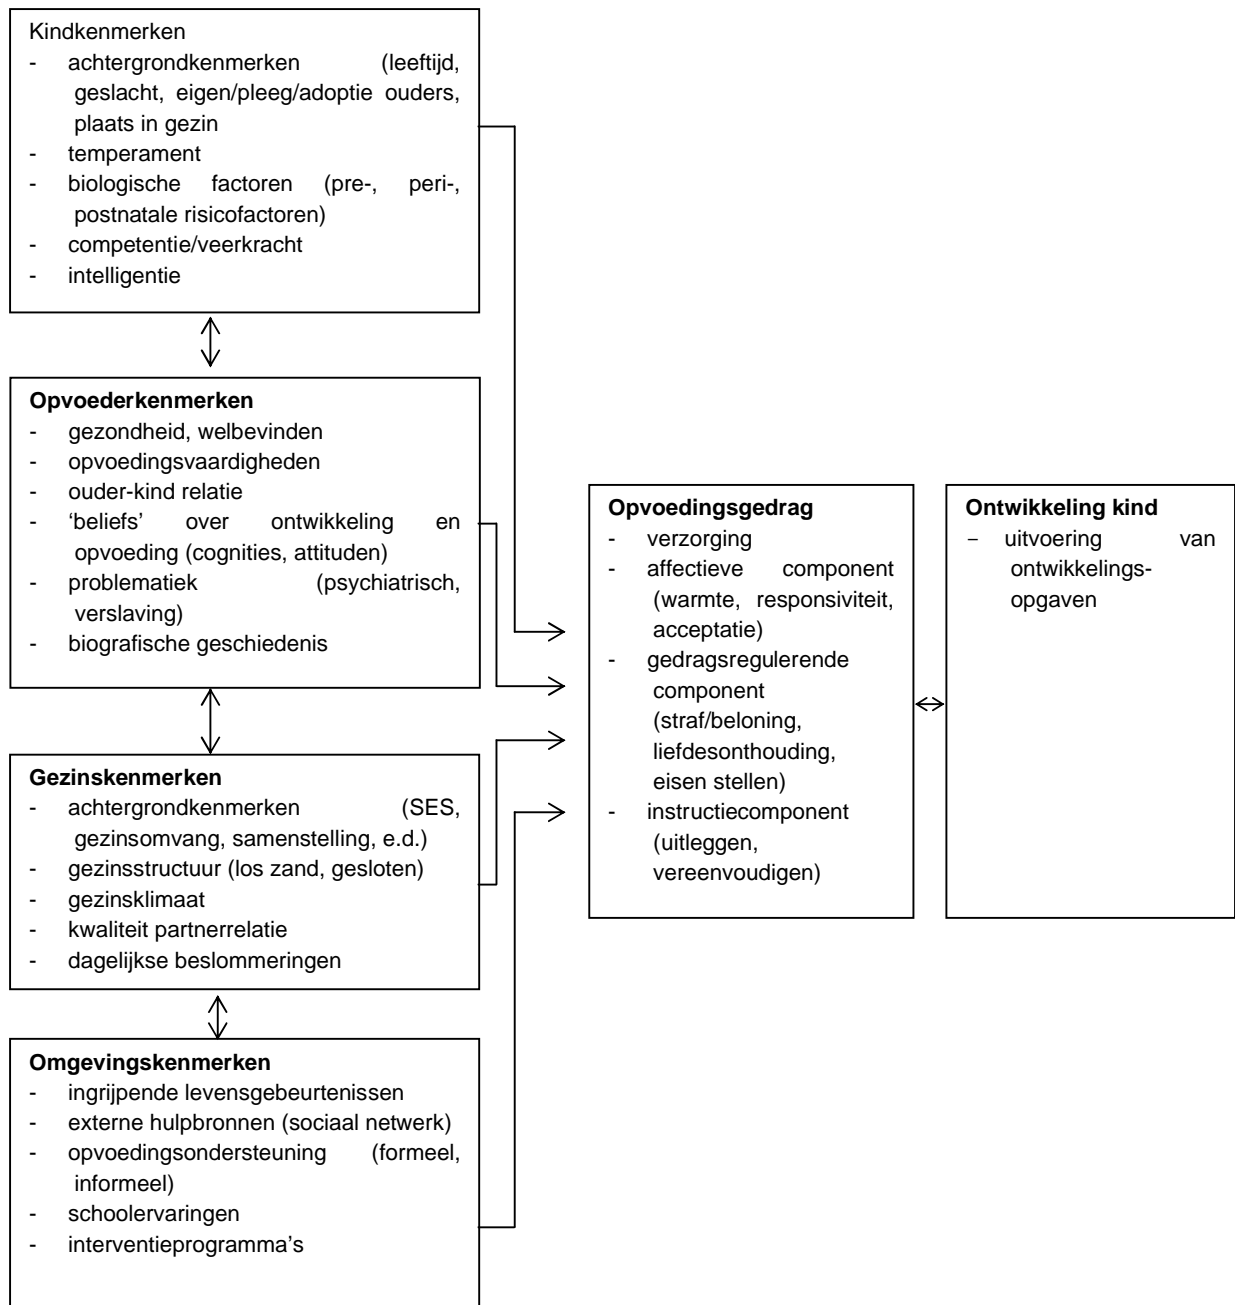 Kindkenmerken
- achtergrondkenmerken (leeftijd,
geslacht, eigen/pleeg/adoptie ouders,
plaats in gezin
- temperament
- biologische factoren (pre-, peri-,
postnatale risicofactoren)
- competentie/veerkracht
- intelligentie
Opvoederkenmerken
- gezondheid, welbevinden
- opvoedingsvaardigheden
- ouder-kind relatie
- ‘beliefs’ over ontwikkeling en
opvoeding (cognities, attituden)
- problematiek (psychiatrisch,
verslaving)
- biografische geschiedenis
Gezinskenmerken
- achtergrondkenmerken (SES,
gezinsomvang, samenstelling, e.d.)
- gezinsstructuur (los zand, gesloten)
- gezinsklimaat
- kwaliteit partnerrelatie
- dagelijkse beslommeringen
Omgevingskenmerken
- ingrijpende levensgebeurtenissen
- externe hulpbronnen (sociaal netwerk)
- opvoedingsondersteuning (formeel,
informeel)
- schoolervaringen
- interventieprogramma’s
Opvoedingsgedrag
- verzorging
- affectieve component
(warmte, responsiviteit,
acceptatie)
- gedragsregulerende
component
(straf/beloning,
liefdesonthouding,
eisen stellen)
- instructiecomponent
(uitleggen,
vereenvoudigen)
Ontwikkeling kind
– uitvoering van
ontwikkelings-
opgaven